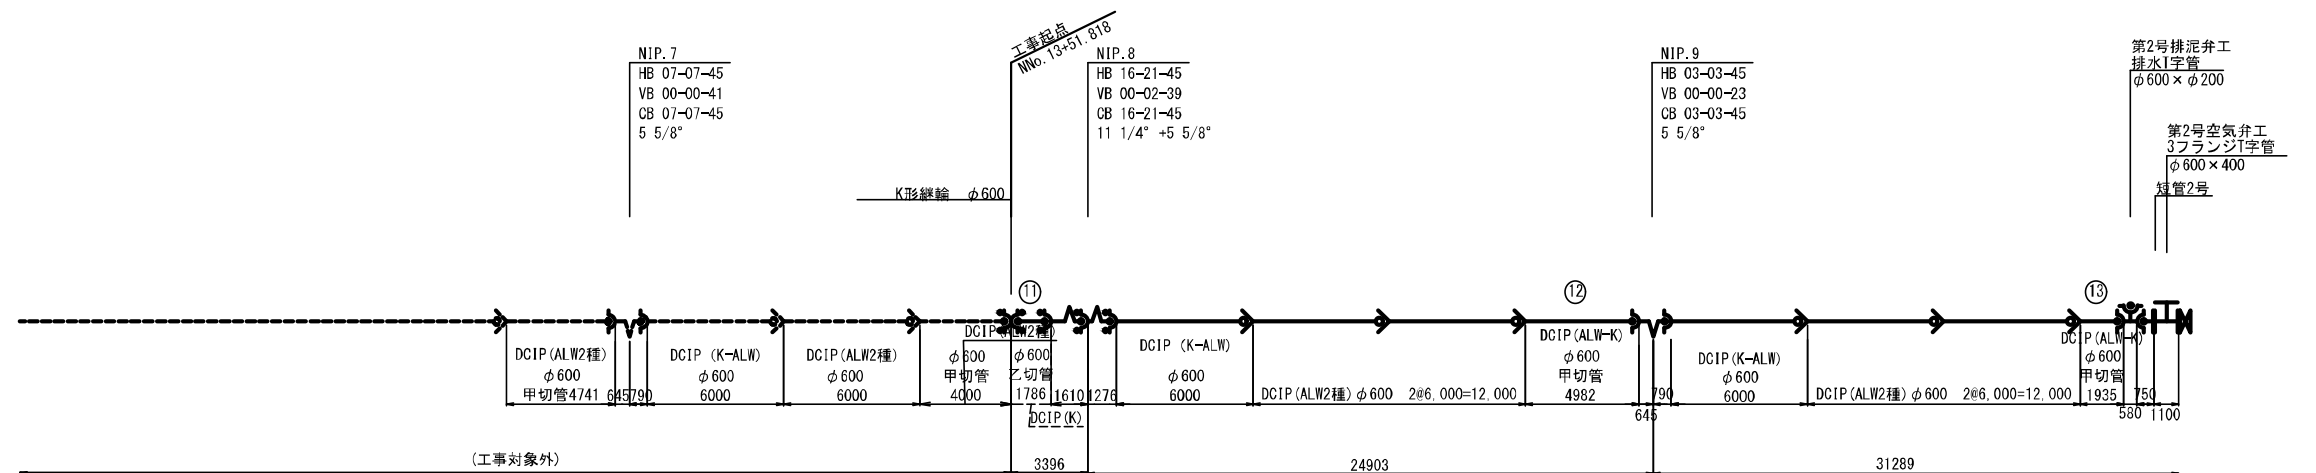 工事起点
NNo.13+51.818
NIP.7
HB 07-07-45
VB 00-00-41
CB 07-07-45
5 5/8°
NIP.8
HB 16-21-45
VB 00-02-39
CB 16-21-45
11 1/4° +5 5/8°
NIP.9
HB 03-03-45
VB 00-00-23
CB 03-03-45
5 5/8°
第2号排泥弁工
排水T字管
φ600×φ200
第2号空気弁工
3フランジT字管
φ600×400
短管2号
K形継輪 φ600
⑪
⑫
⑬
DCIP(ALW2種)
φ600
甲切管4741
645
790
DCIP (K-ALW)
φ600
6000
DCIP(ALW2種)
φ600
6000
DCIP(ALW2種)
φ600
甲切管
4000
φ600
乙切管
1786
DCIP(K)
1610
1276
DCIP (K-ALW)
φ600
6000
DCIP(ALW2種)φ600 2@6,000=12,000
DCIP(ALW-K)
φ600
甲切管
4982
645
790
DCIP(K-ALW)
φ600
6000
DCIP(ALW2種)φ600 2@6,000=12,000
DCIP(ALW-K)
φ600
甲切管
1935
580
750
1100
(工事対象外)
3396
24903
31289